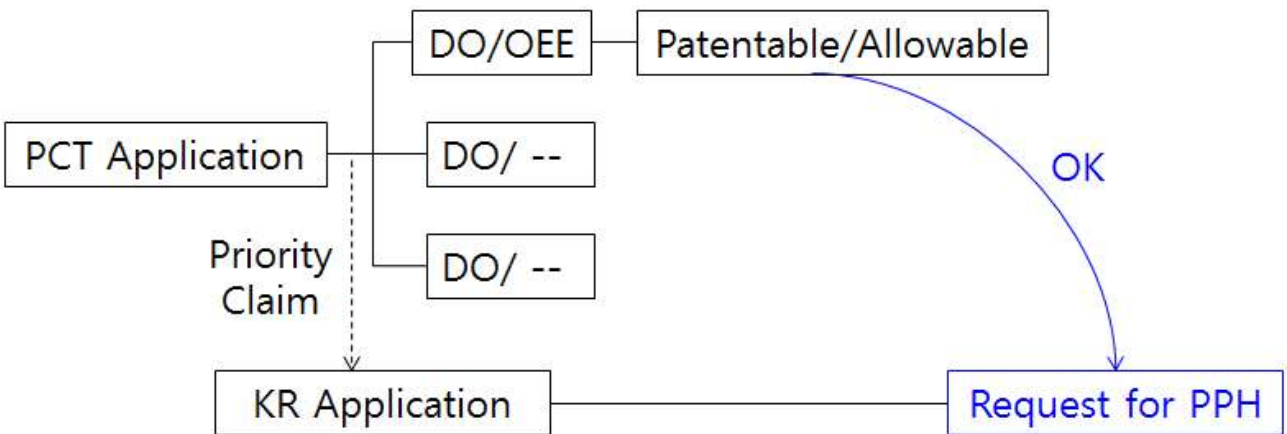 DO/OEE
Patentable/Allowable
PCT Application
DO/ --
OK
Priority
Claim
DO/ --
KR Application
Request for PPH